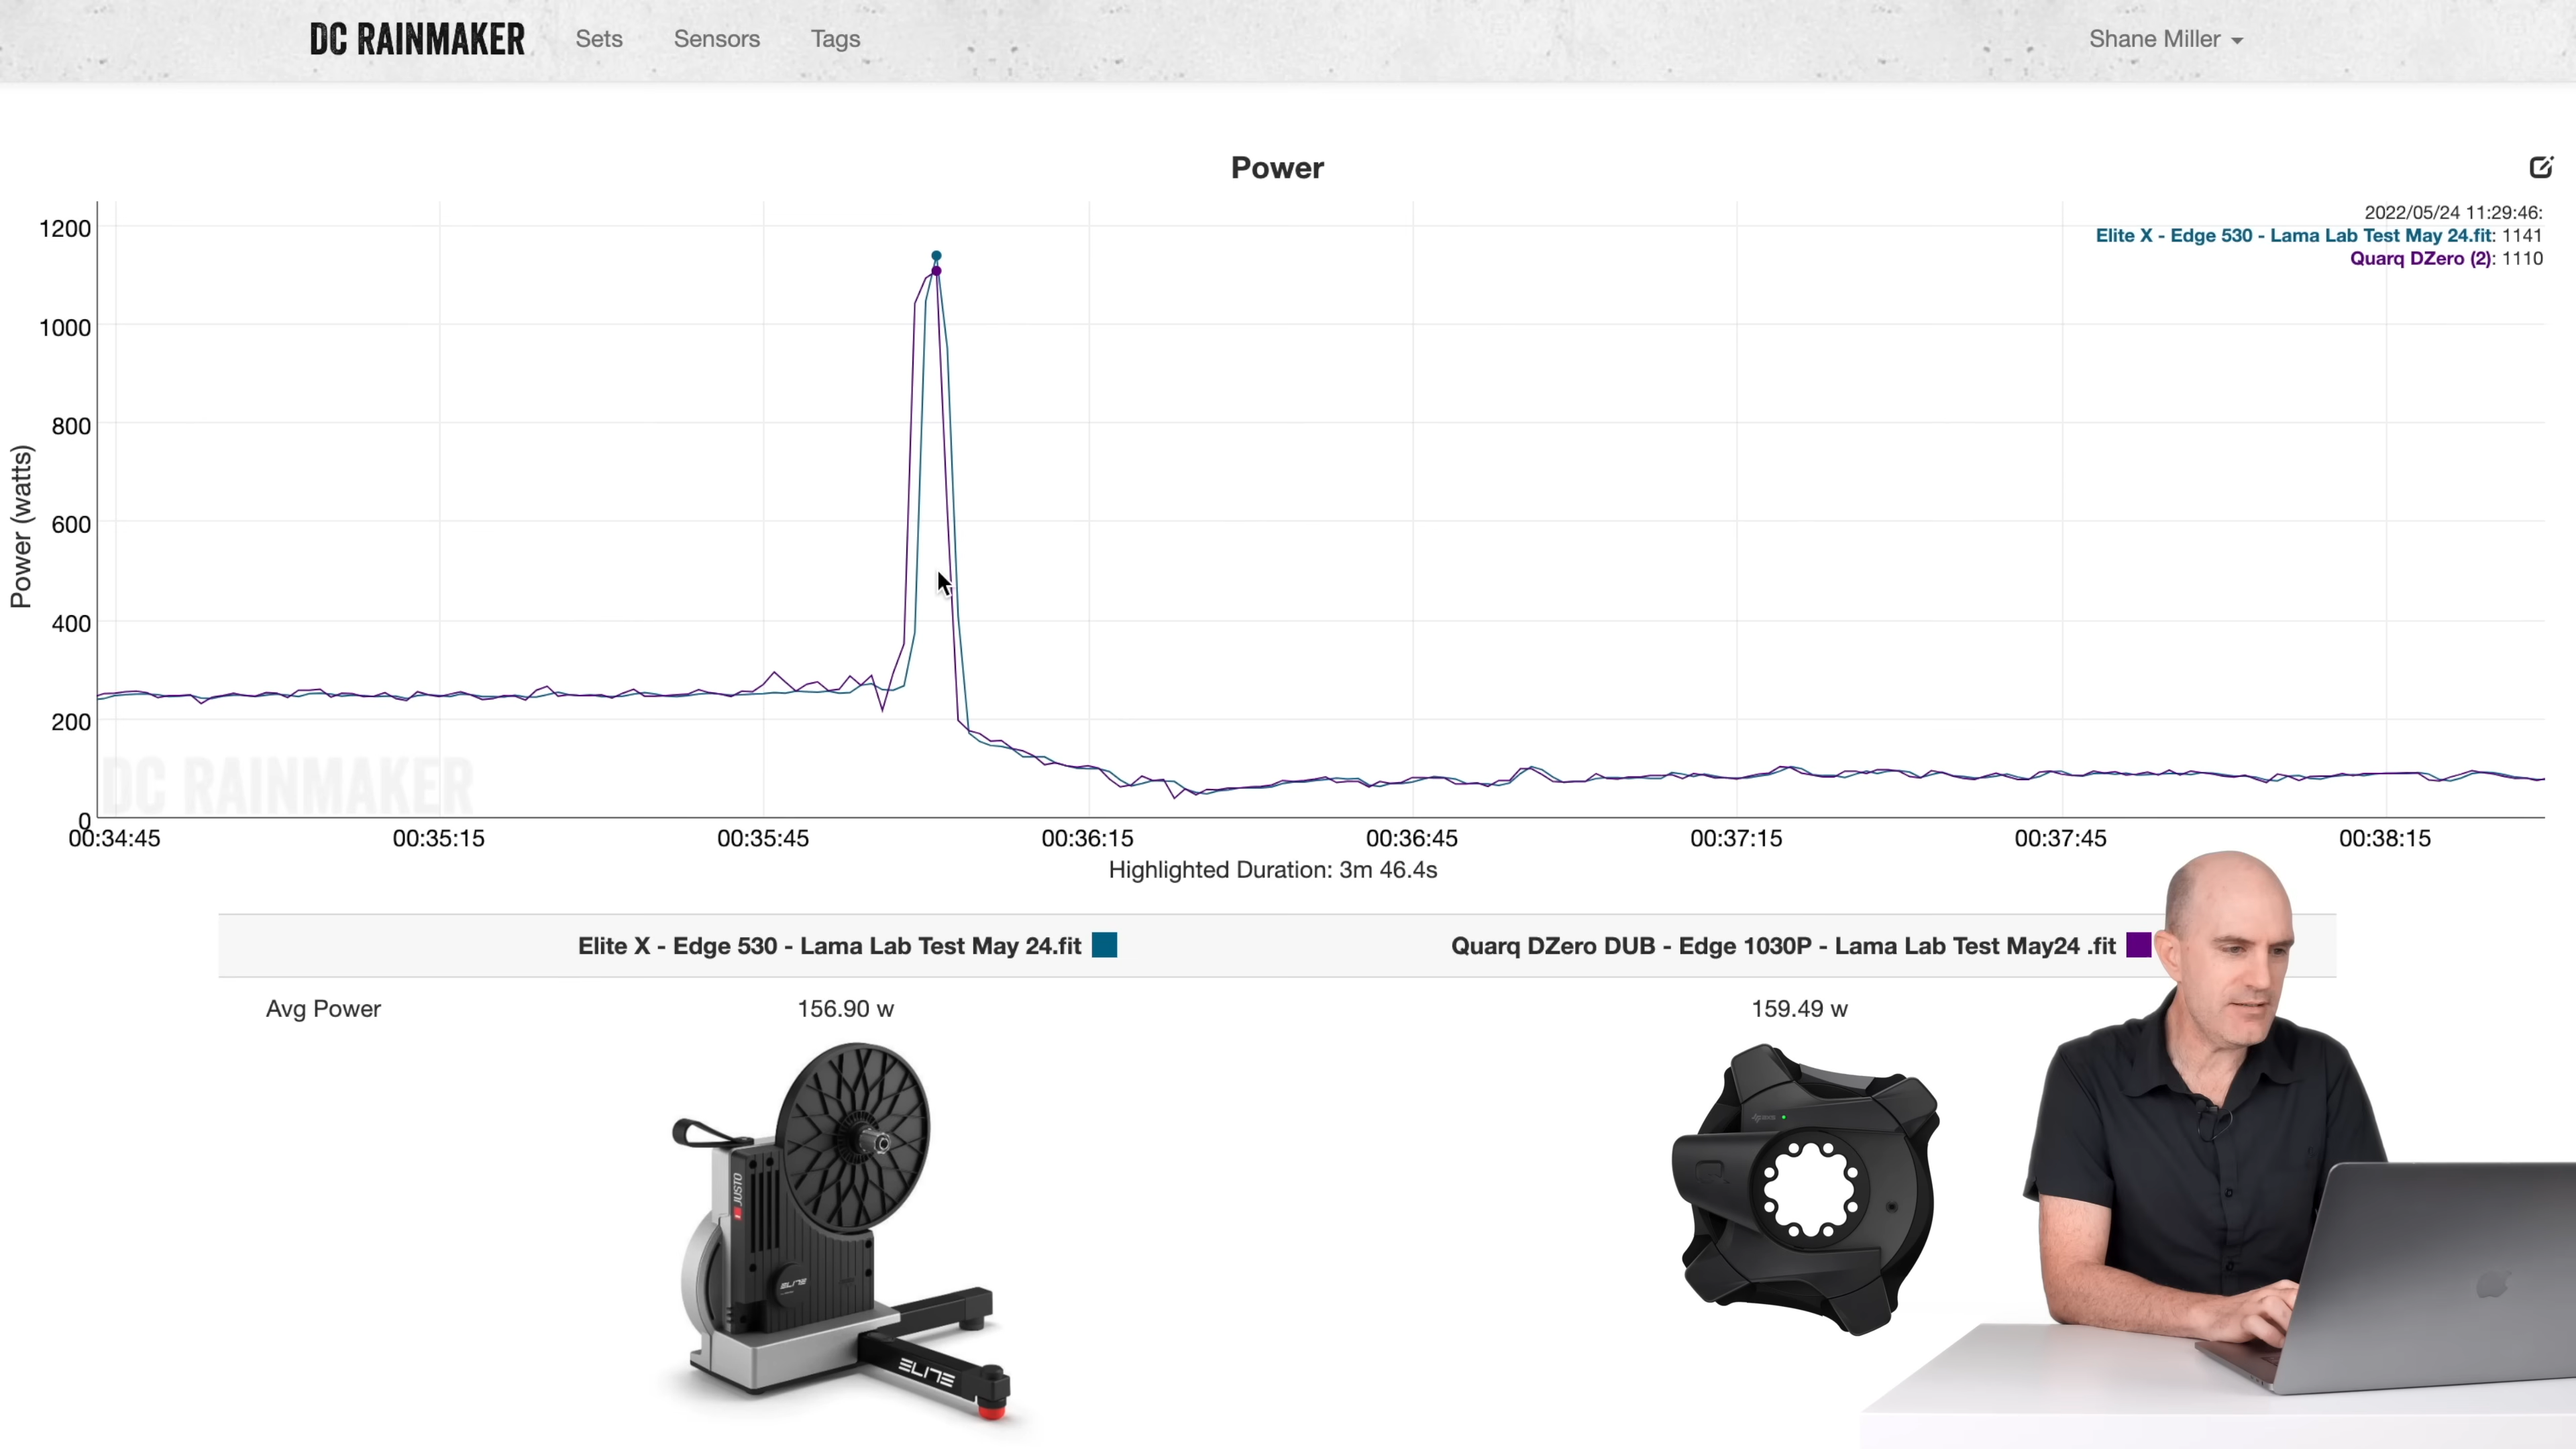 DC RAINMAKER Sets Sensors Tags Shane Miller
Power
2022/05/24 11:29:46:
Elite X - Edge 530 - Lama Lab Test May 24.fit: 1141
Quarq DZero (2): 1110
Power (watts)
1200
1000
800
600
400
200
0
DC RAINMAKER
00:34:45 00:35:15 00:35:45 00:36:15 00:36:45 00:37:15 00:37:45 00:38:15
Highlighted Duration: 3m 46.4s
Elite X - Edge 530 - Lama Lab Test May 24.fit Quarq DZero DUB - Edge 1030P - Lama Lab Test May24 .fit
Avg Power 156.90 w 159.49 w
JUSTO
ELITE
ELITE